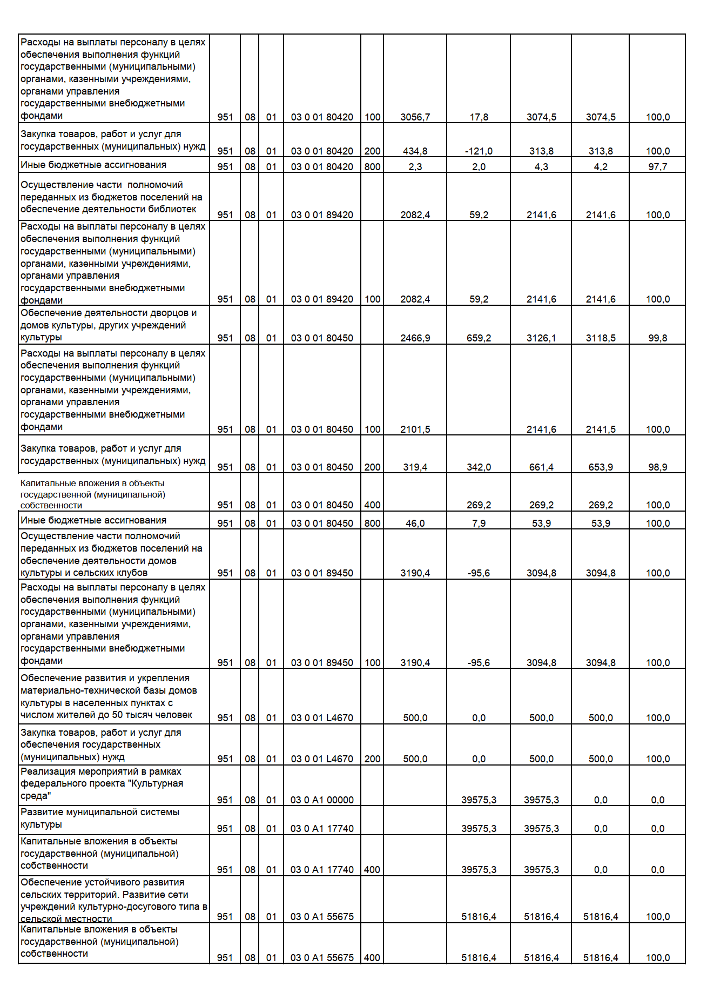 Расходы на выплаты персоналу в целях
обеспечения выполнения функций
государственными (муниципальными)
органами, казенными учреждениями,
органами управления
государственными внебюджетными
фондами 951 08 01 03 0 01 80420 100 3056,7 17,8 3074,5 3074,5 100,0
Закупка товаров, работ и услуг для
государственных (муниципальных) нужд 951 08 01 03 0 01 80420 200 434,8 -121,0 313,8 313,8 100,0
Иные бюджетные ассигнования 951 08 01 03 0 01 80420 800 2,3 2,0 4,3 4,2 97,7
Осуществление части полномочий
переданных из бюджетов поселений на
обеспечение деятельности библиотек 951 08 01 03 0 01 89420 2082,4 59,2 2141,6 2141,6 100,0
Расходы на выплаты персоналу в целях
обеспечения выполнения функций
государственными (муниципальными)
органами, казенными учреждениями,
органами управления
государственными внебюджетными
фондами 951 08 01 03 0 01 89420 100 2082,4 59,2 2141,6 2141,6 100,0
Обеспечение деятельности дворцов и
домов культуры, других учреждений
культуры 951 08 01 03 0 01 80450 2466,9 659,2 3126,1 3118,5 99,8
Расходы на выплаты персоналу в целях
обеспечения выполнения функций
государственными (муниципальными)
органами, казенными учреждениями,
органами управления
государственными внебюджетными
фондами 951 08 01 03 0 01 80450 100 2101,5 2141,6 2141,5 100,0
Закупка товаров, работ и услуг для
государственных (муниципальных) нужд 951 08 01 03 0 01 80450 200 319,4 342,0 661,4 653,9 98,9
Капитальные вложения в объекты
государственной (муниципальной)
собственности 951 08 01 03 0 01 80450 400 269,2 269,2 269,2 100,0
Иные бюджетные ассигнования 951 08 01 03 0 01 80450 800 46,0 7,9 53,9 53,9 100,0
Осуществление части полномочий
переданных из бюджетов поселений на
обеспечение деятельности домов
культуры и сельских клубов 951 08 01 03 0 01 89450 3190,4 -95,6 3094,8 3094,8 100,0
Расходы на выплаты персоналу в целях
обеспечения выполнения функций
государственными (муниципальными)
органами, казенными учреждениями,
органами управления
государственными внебюджетными
фондами 951 08 01 03 0 01 89450 100 3190,4 -95,6 3094,8 3094,8 100,0
Обеспечение развития и укрепления
материально-технической базы домов
культуры в населенных пунктах с
числом жителей до 50 тысяч человек 951 08 01 03 0 01 L4670 500,0 0,0 500,0 500,0 100,0
Закупка товаров, работ и услуг для
обеспечения государственных
(муниципальных) нужд 951 08 01 03 0 01 L4670 200 500,0 0,0 500,0 500,0 100,0
Реализация мероприятий в рамках
федерального проекта "Культурная
среда" 951 08 01 03 0 А1 00000 39575,3 39575,3 0,0 0,0
Развитие муниципальной системы
культуры 951 08 01 03 0 А1 17740 39575,3 39575,3 0,0 0,0
Капитальные вложения в объекты
государственной (муниципальной)
собственности 951 08 01 03 0 А1 17740 400 39575,3 39575,3 0,0 0,0
Обеспечение устойчивого развития
сельских территорий. Развитие сети
учреждений культурно-досугового типа в
сельской местности 951 08 01 03 0 А1 55675 51816,4 51816,4 51816,4 100,0
Капитальные вложения в объекты
государственной (муниципальной)
собственности 951 08 01 03 0 А1 55675 400 51816,4 51816,4 51816,4 100,0